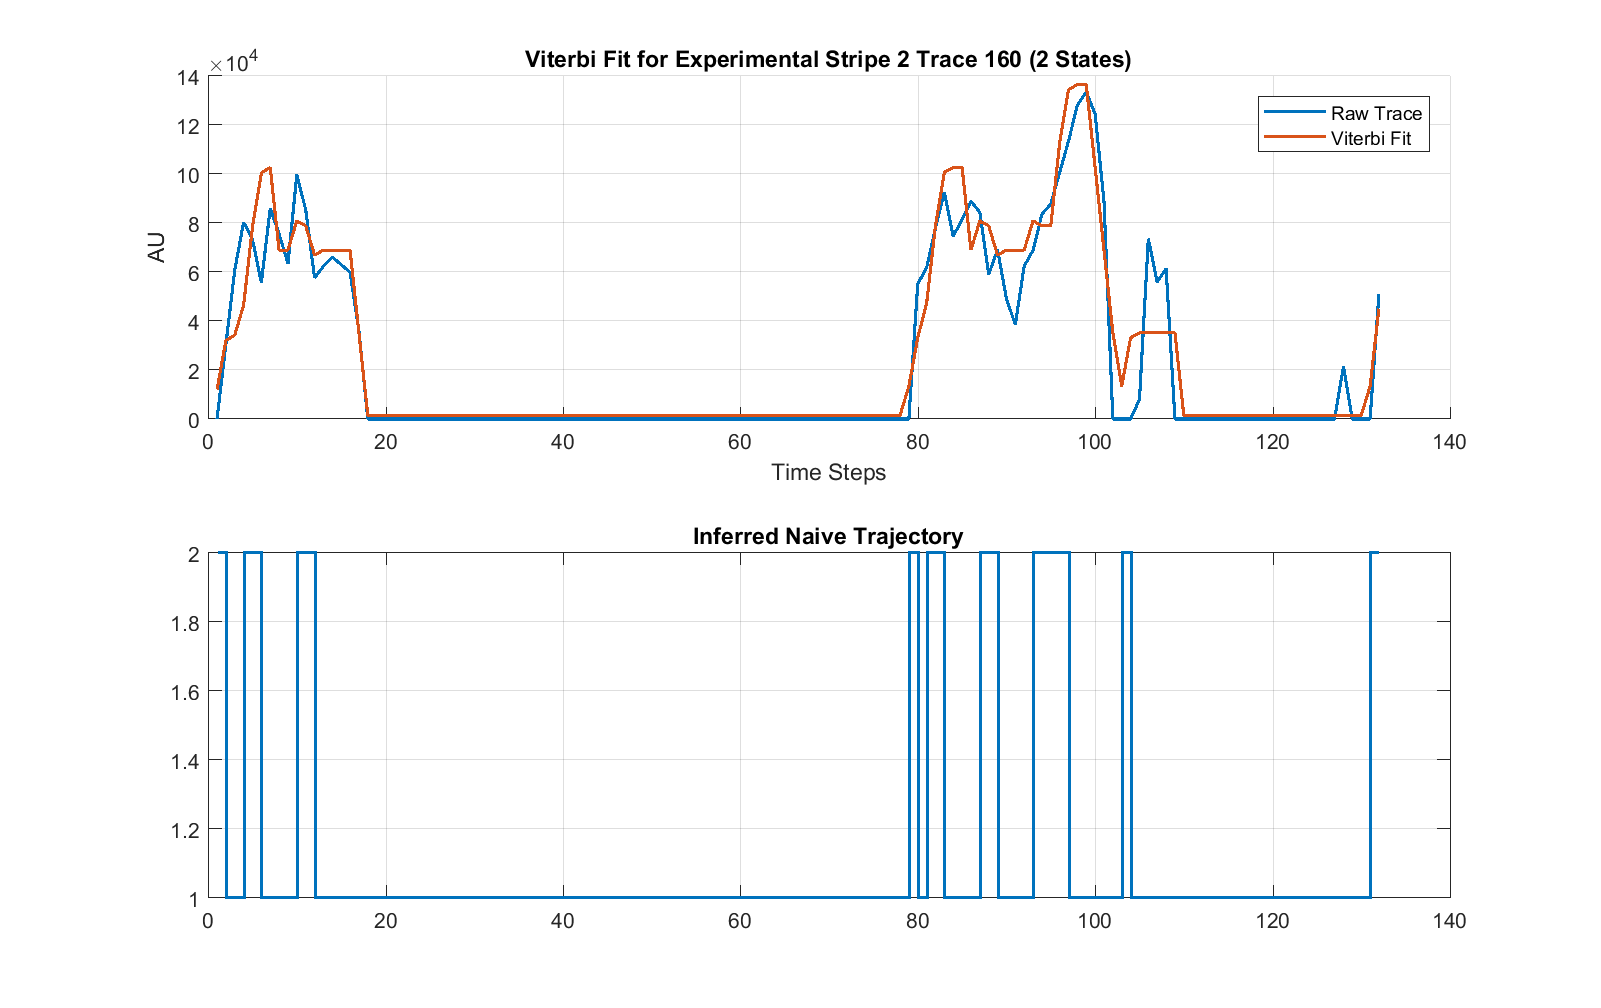 Viterbi Fit for Experimental Stripe 2 Trace 160 (2 States)
×10^4
14
12
10
8
6
4
2
0
AU
Raw Trace
Viterbi Fit
0 20 40 60 80 100 120 140
Time Steps
Inferred Naive Trajectory
2
1.8
1.6
1.4
1.2
1
0 20 40 60 80 100 120 140